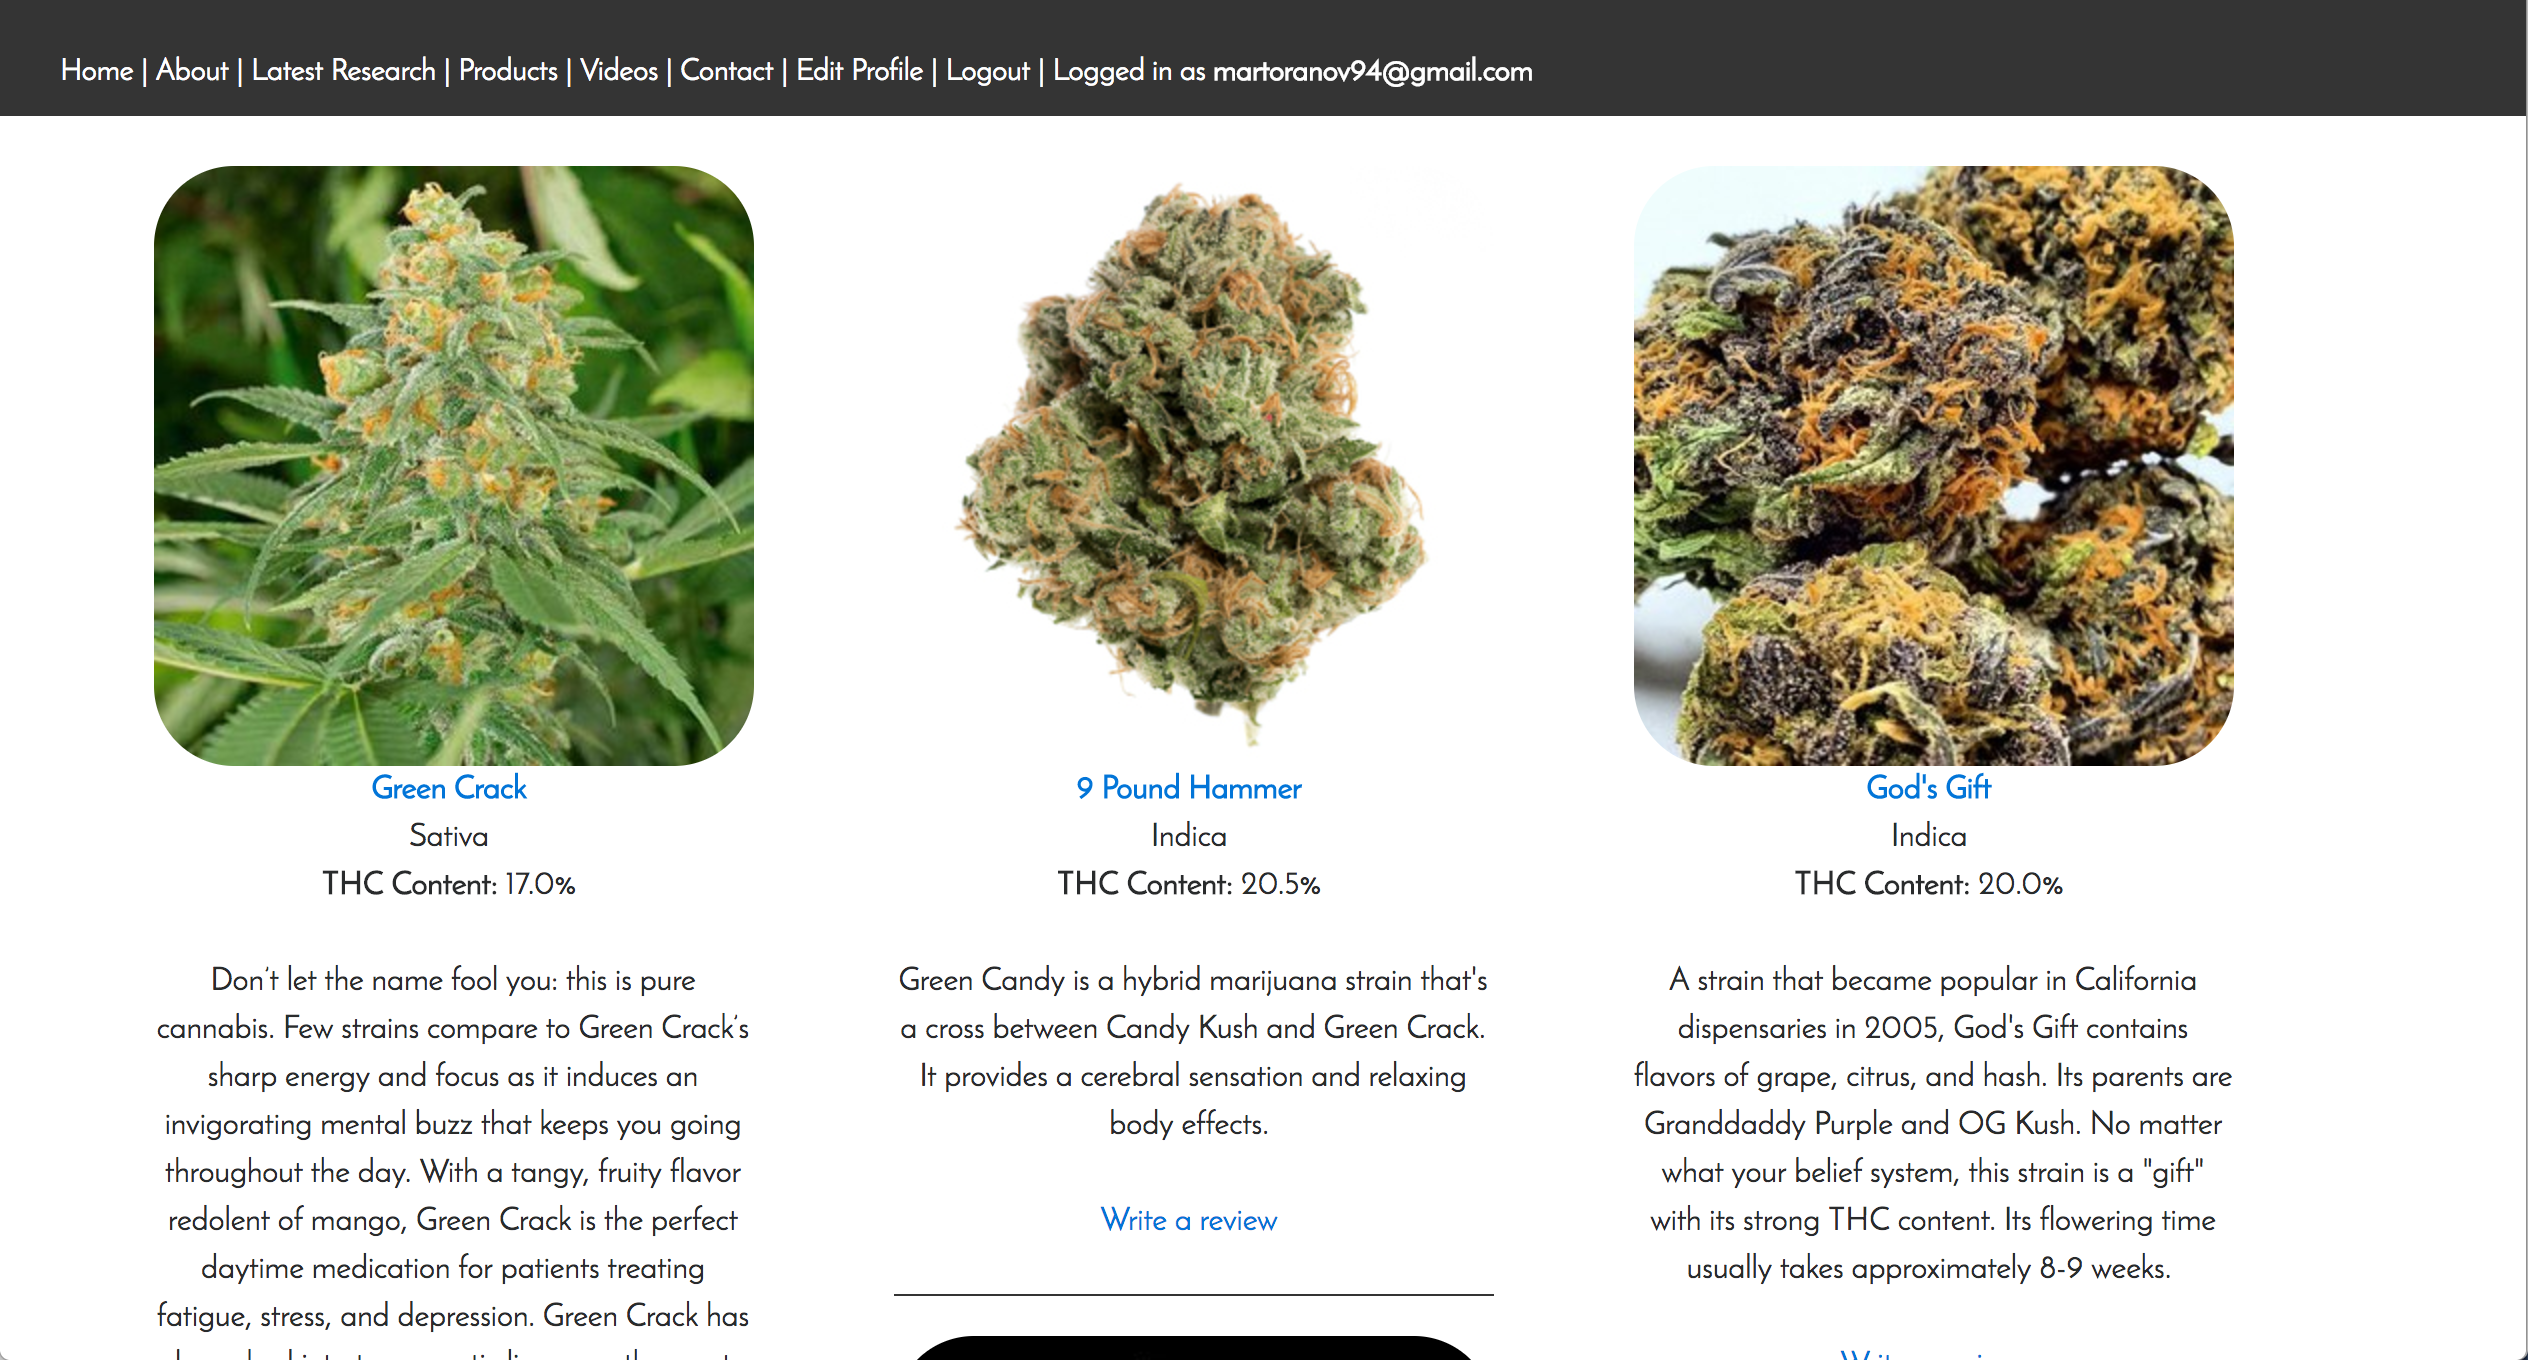 Home | About | Latest Research | Products | Videos | Contact | Edit Profile | Logout | Logged in as martoranov94@gmail.com
Green Crack
Sativa
THC Content: 17.0%
Don't let the name fool you: this is pure
cannabis. Few strains compare to Green Crack's
sharp energy and focus as it induces an
invigorating mental buzz that keeps you going
throughout the day. With a tangy, fruity flavor
redolent of mango, Green Crack is the perfect
daytime medication for patients treating
fatigue, stress, and depression. Green Crack has
9 Pound Hammer
Indica
THC Content: 20.5%
Green Candy is a hybrid marijuana strain that's
a cross between Candy Kush and Green Crack.
It provides a cerebral sensation and relaxing
body effects.
Write a review
God's Gift
Indica
THC Content: 20.0%
A strain that became popular in California
dispensaries in 2005, God's Gift contains
flavors of grape, citrus, and hash. Its parents are
Granddaddy Purple and OG Kush. No matter
what your belief system, this strain is a "gift"
with its strong THC content. Its flowering time
usually takes approximately 8-9 weeks.